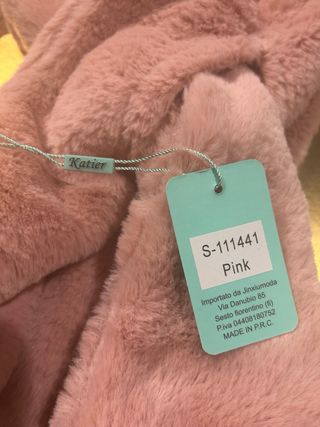 Katier
S-111441
Pink
Importato da Jinxiumoda
Via Danubio 85
Sesto fiorentino (fi)
P.iva 04408180752
MADE IN P.R.C.